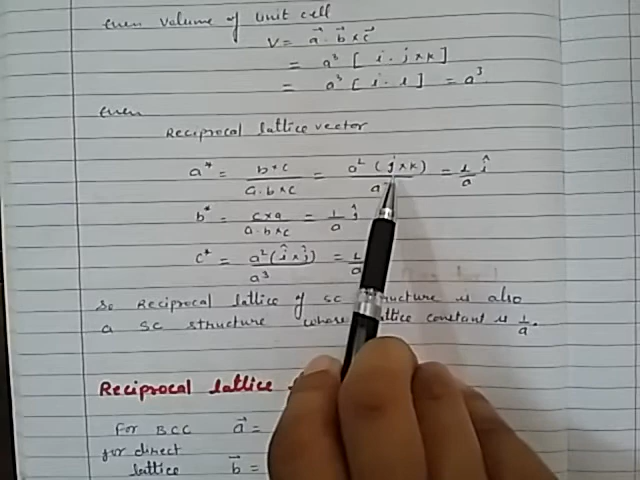 then volume of unit cell
V = a⃗ · b⃗ × c⃗
= a³ [ i · j × k ]
= a³ [ i · i ] = a³
then
Reciprocal lattice vector
a* = b × c / a · b × c = a² (j × k) / a = 1/a î
b* = c × a / a · b × c = 1/a ĵ
c* = a² (î × ĵ) / a³ = 1/a
so Reciprocal lattice of SC structure is also
a SC structure whose lattice constant is 1/a.
Reciprocal lattice
For BCC a⃗ =
for direct
lattice b⃗ =